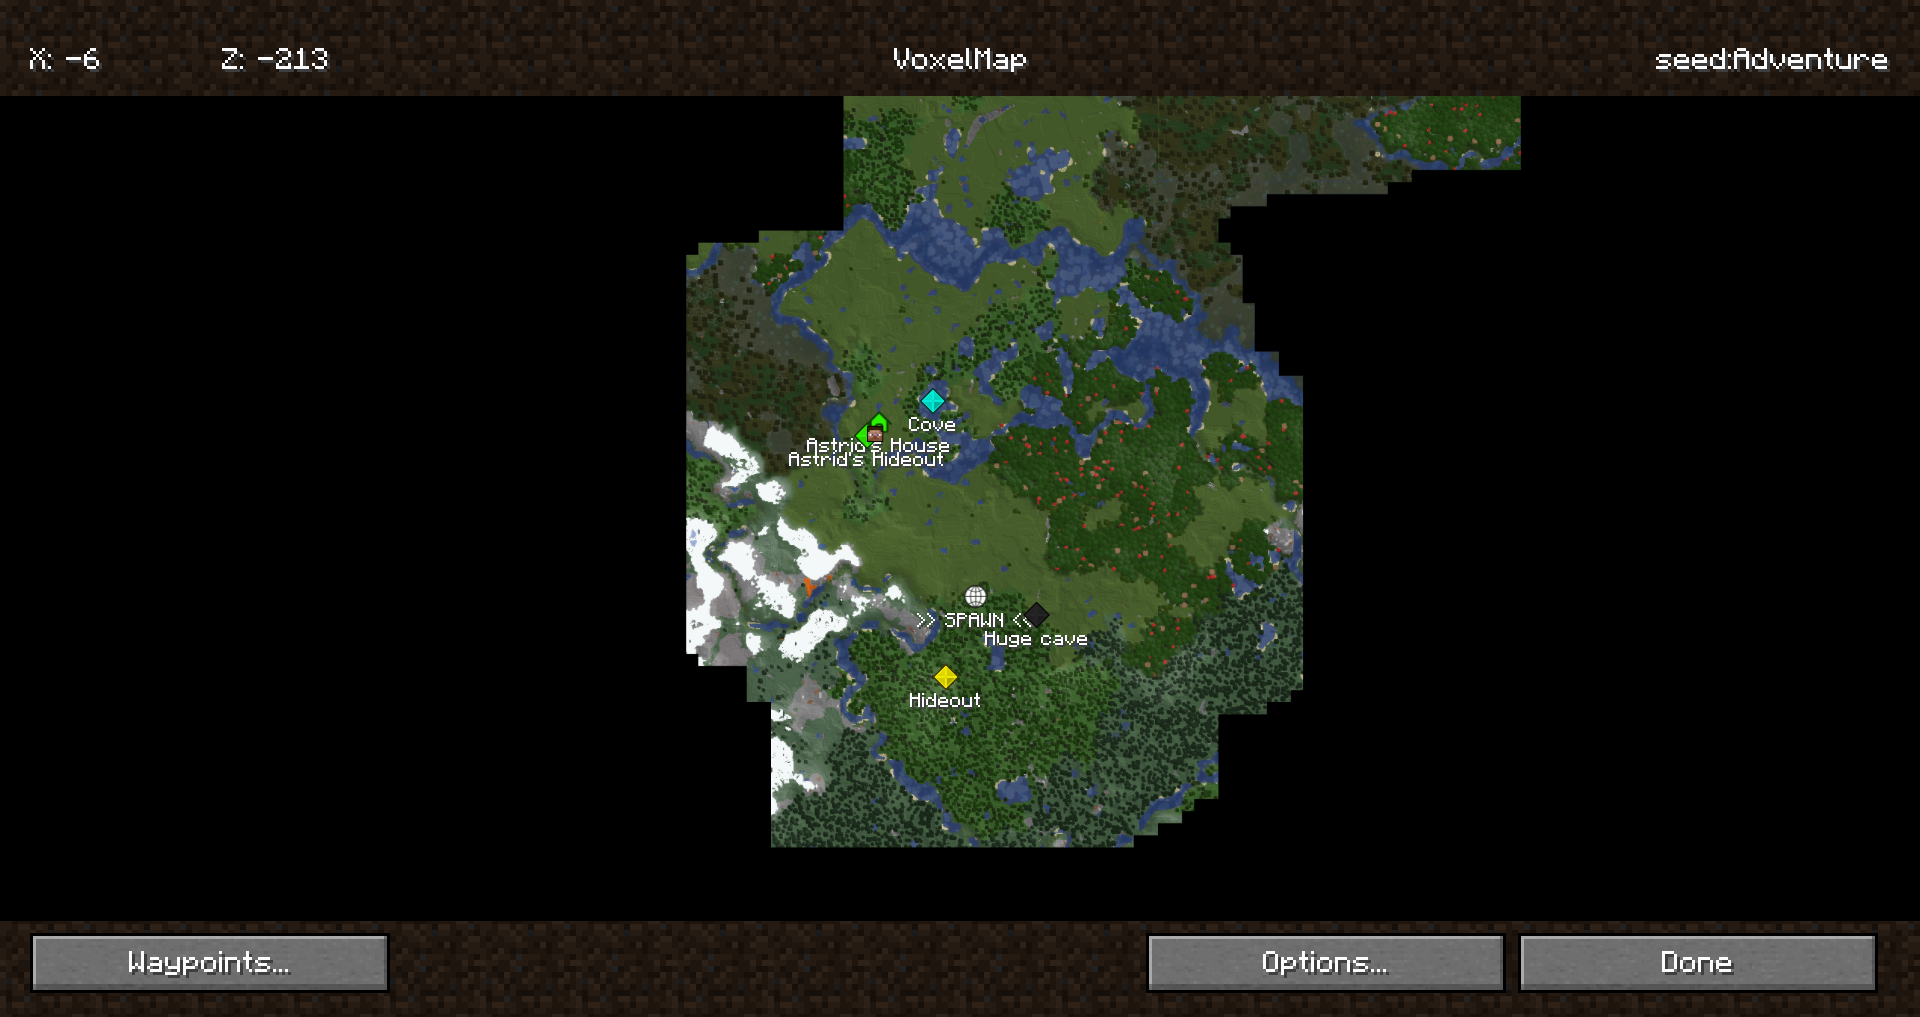 X: -6
Z: -213
VoxelMap
seed:Adventure
Cove
Astrid's House
Astrid's Hideout
>> SPAWN <<
Huge cave
Hideout
Waypoints...
Options...
Done